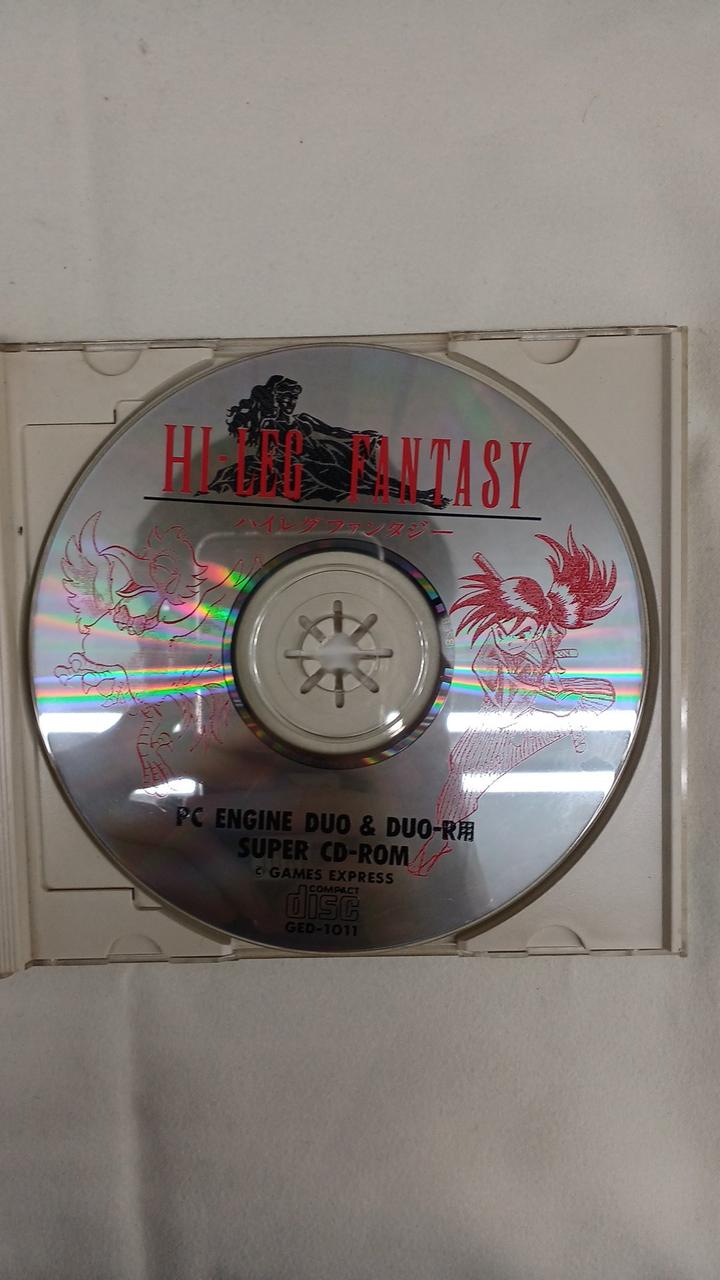 HI-LEG FANTASY
ハイレグファンタジー
PC ENGINE DUO & DUO-R用
SUPER CD-ROM
© GAMES EXPRESS
COMPACT
disc
GED-1011